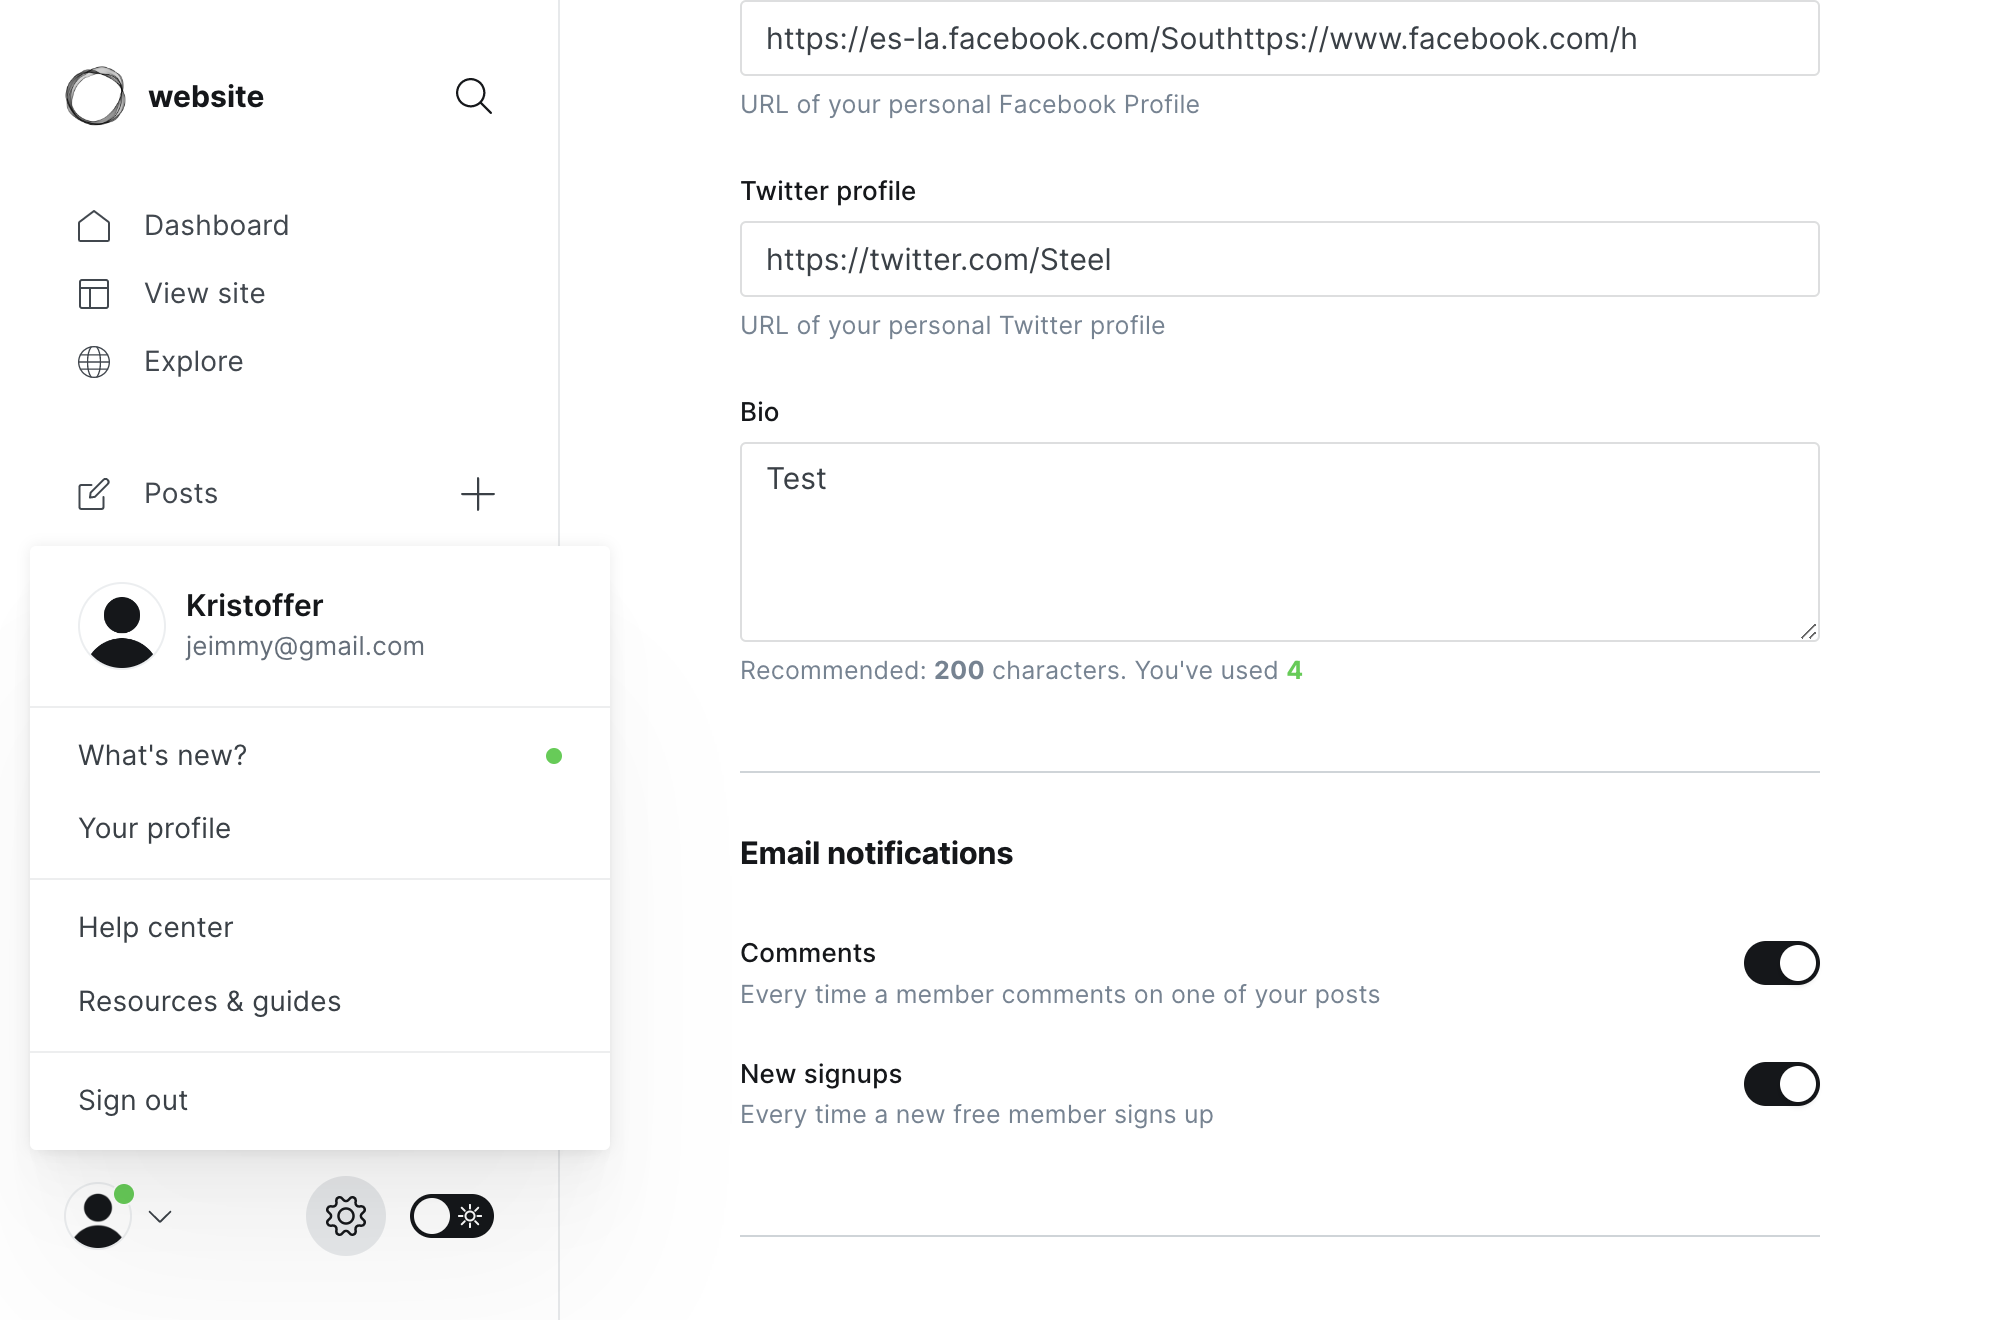 website
Dashboard
View site
Explore
Posts
Kristoffer
jeimmy@gmail.com
What's new?
Your profile
Help center
Resources & guides
Sign out
https://es-la.facebook.com/Southttps://www.facebook.com/h
URL of your personal Facebook Profile
Twitter profile
https://twitter.com/Steel
URL of your personal Twitter profile
Bio
Test
Recommended: 200 characters. You've used 4
Email notifications
Comments
Every time a member comments on one of your posts
New signups
Every time a new free member signs up